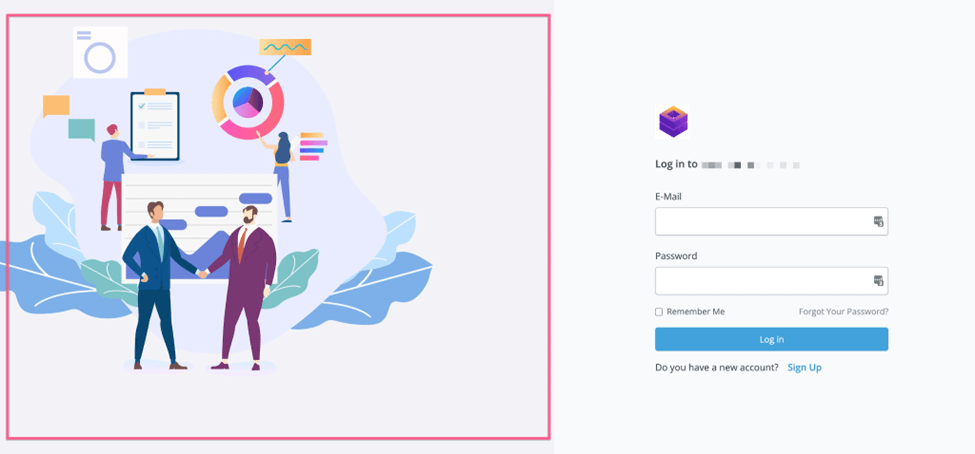 Log in to
E-Mail
Password
Remember Me
Forgot Your Password?
Log in
Do you have a new account? Sign Up